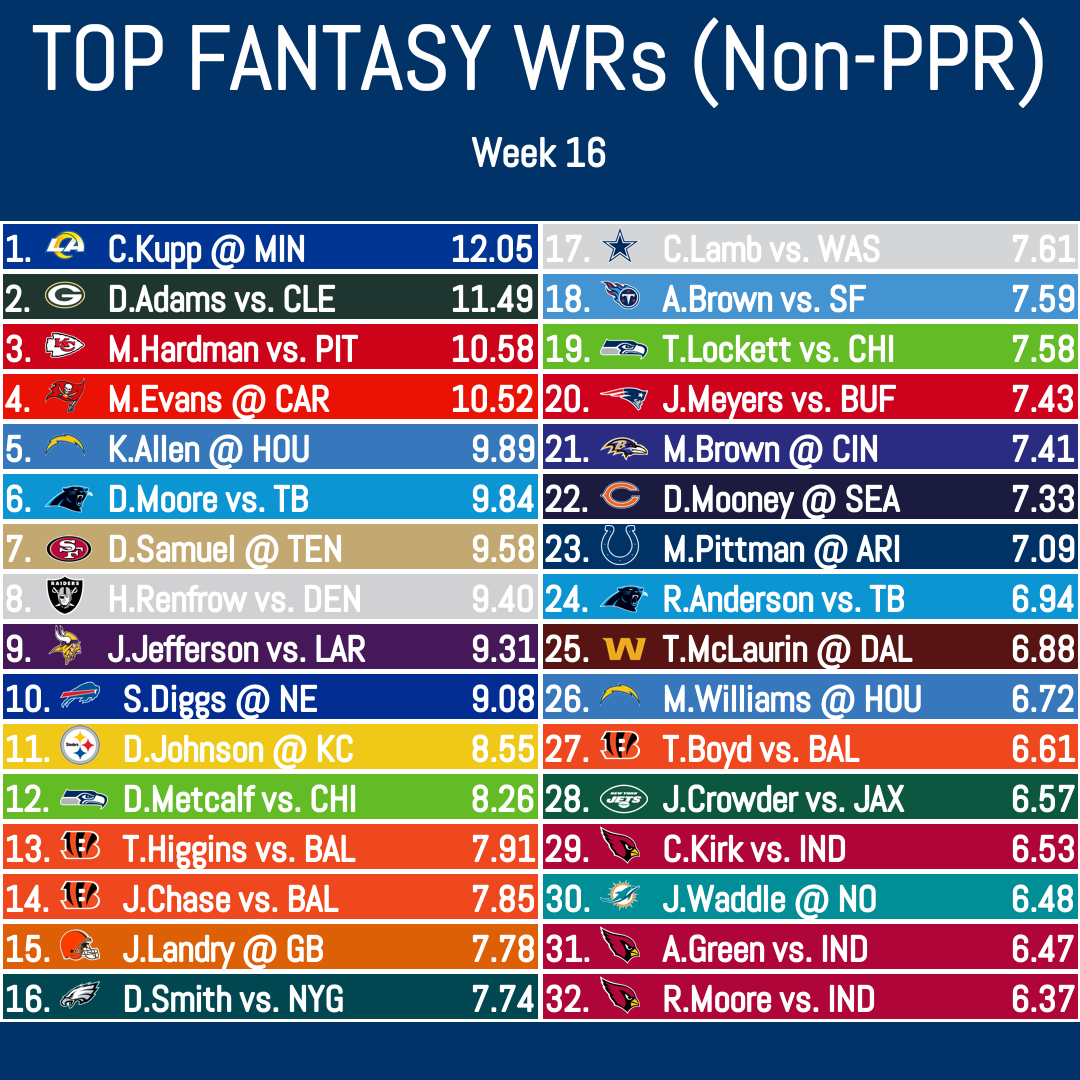 TOP FANTASY WRs (Non-PPR)
Week 16
1. C.Kupp @ MIN 12.05
2. D.Adams vs. CLE 11.49
3. M.Hardman vs. PIT 10.58
4. M.Evans @ CAR 10.52
5. K.Allen @ HOU 9.89
6. D.Moore vs. TB 9.84
7. D.Samuel @ TEN 9.58
8. H.Renfrow vs. DEN 9.40
9. J.Jefferson vs. LAR 9.31
10. S.Diggs @ NE 9.08
11. D.Johnson @ KC 8.55
12. D.Metcalf vs. CHI 8.26
13. T.Higgins vs. BAL 7.91
14. J.Chase vs. BAL 7.85
15. J.Landry @ GB 7.78
16. D.Smith vs. NYG 7.74
17. C.Lamb vs. WAS 7.61
18. A.Brown vs. SF 7.59
19. T.Lockett vs. CHI 7.58
20. J.Meyers vs. BUF 7.43
21. M.Brown @ CIN 7.41
22. D.Mooney @ SEA 7.33
23. M.Pittman @ ARI 7.09
24. R.Anderson vs. TB 6.94
25. T.McLaurin @ DAL 6.88
26. M.Williams @ HOU 6.72
27. T.Boyd vs. BAL 6.61
28. J.Crowder vs. JAX 6.57
29. C.Kirk vs. IND 6.53
30. J.Waddle @ NO 6.48
31. A.Green vs. IND 6.47
32. R.Moore vs. IND 6.37